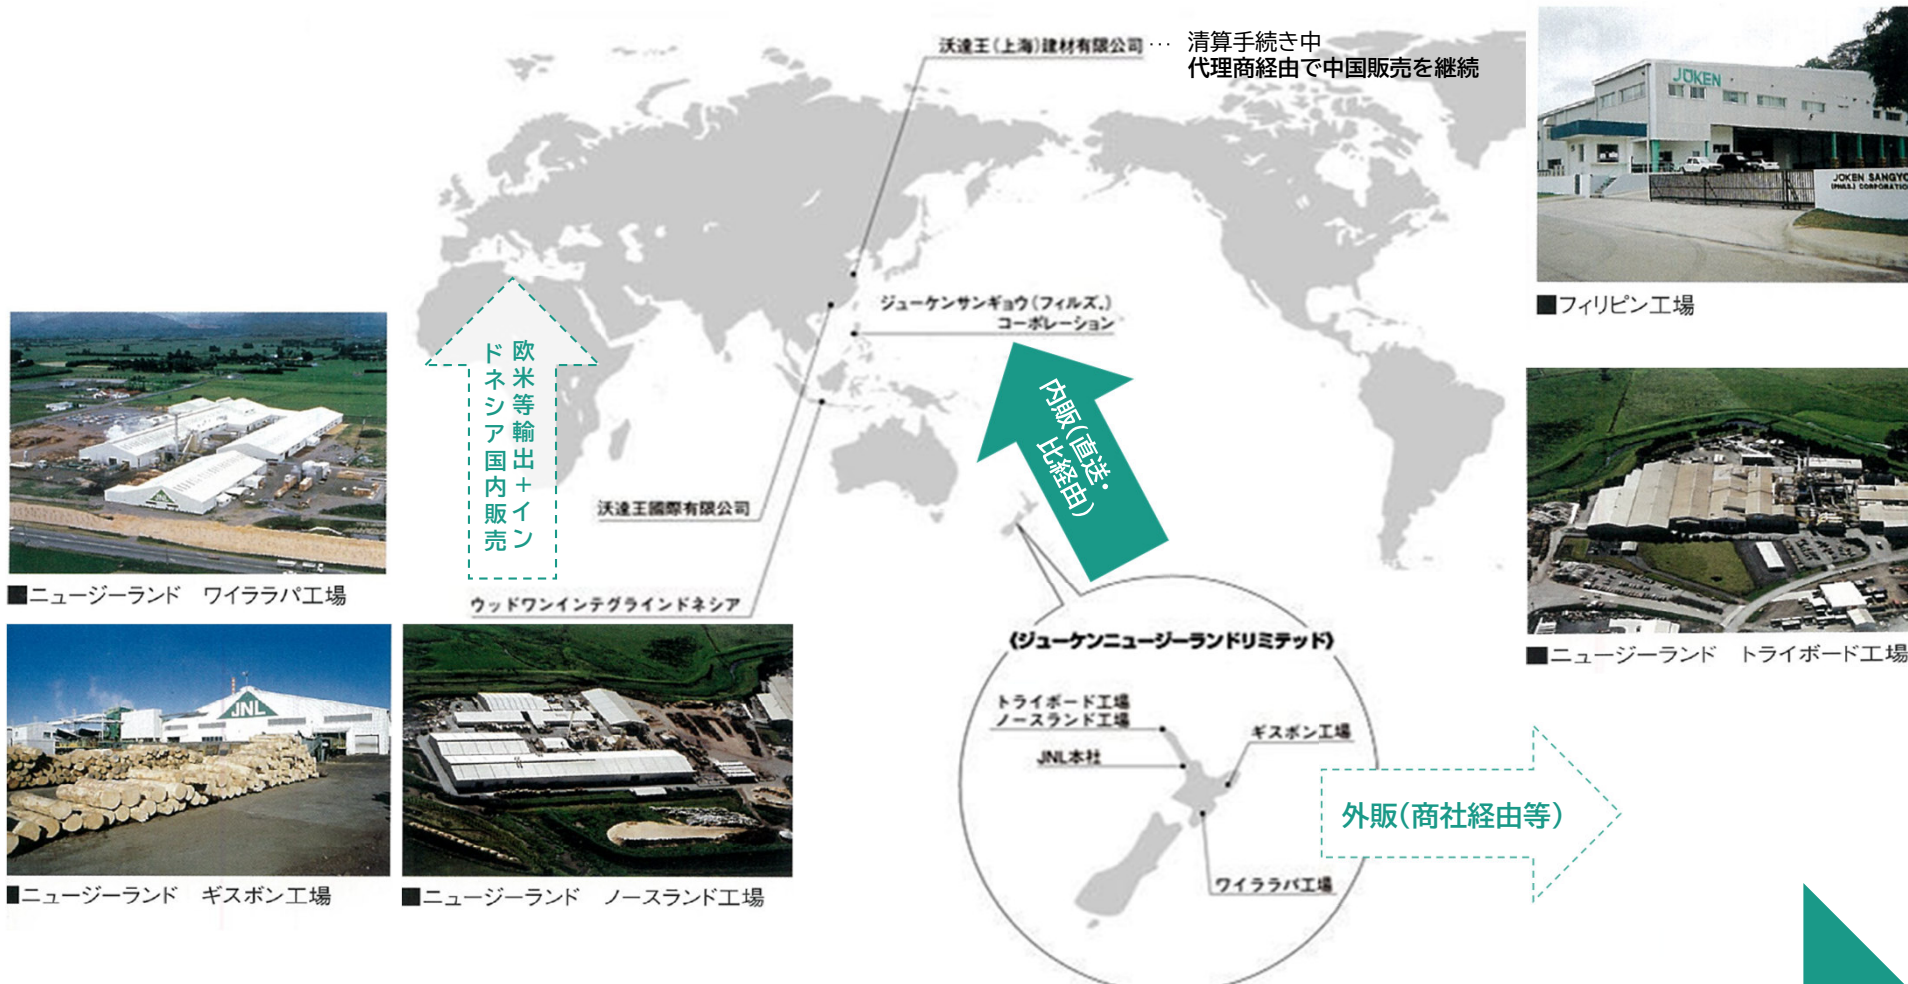 沃達王(上海)建材有限公司 … 清算手続き中
代理商経由で中国販売を継続
JOKEN
JOKEN SANGYO
(PHILS.) CORPORATION
■フィリピン工場
ジューケンサンギョウ(フィルズ.)
コーポレーション
欧米等輸出+イン
ドネシア国内販売
内販(直送・
比経由)
沃達王國際有限公司
ウッドワンインテグラインドネシア
JNL
■ニュージーランド ワイララパ工場
■ニュージーランド トライボード工場
《ジューケンニュージーランドリミテッド》
トライボード工場
ノースランド工場
JNL本社
ギスボン工場
ワイララパ工場
外販(商社経由等)
JNL
■ニュージーランド ギスボン工場
■ニュージーランド ノースランド工場